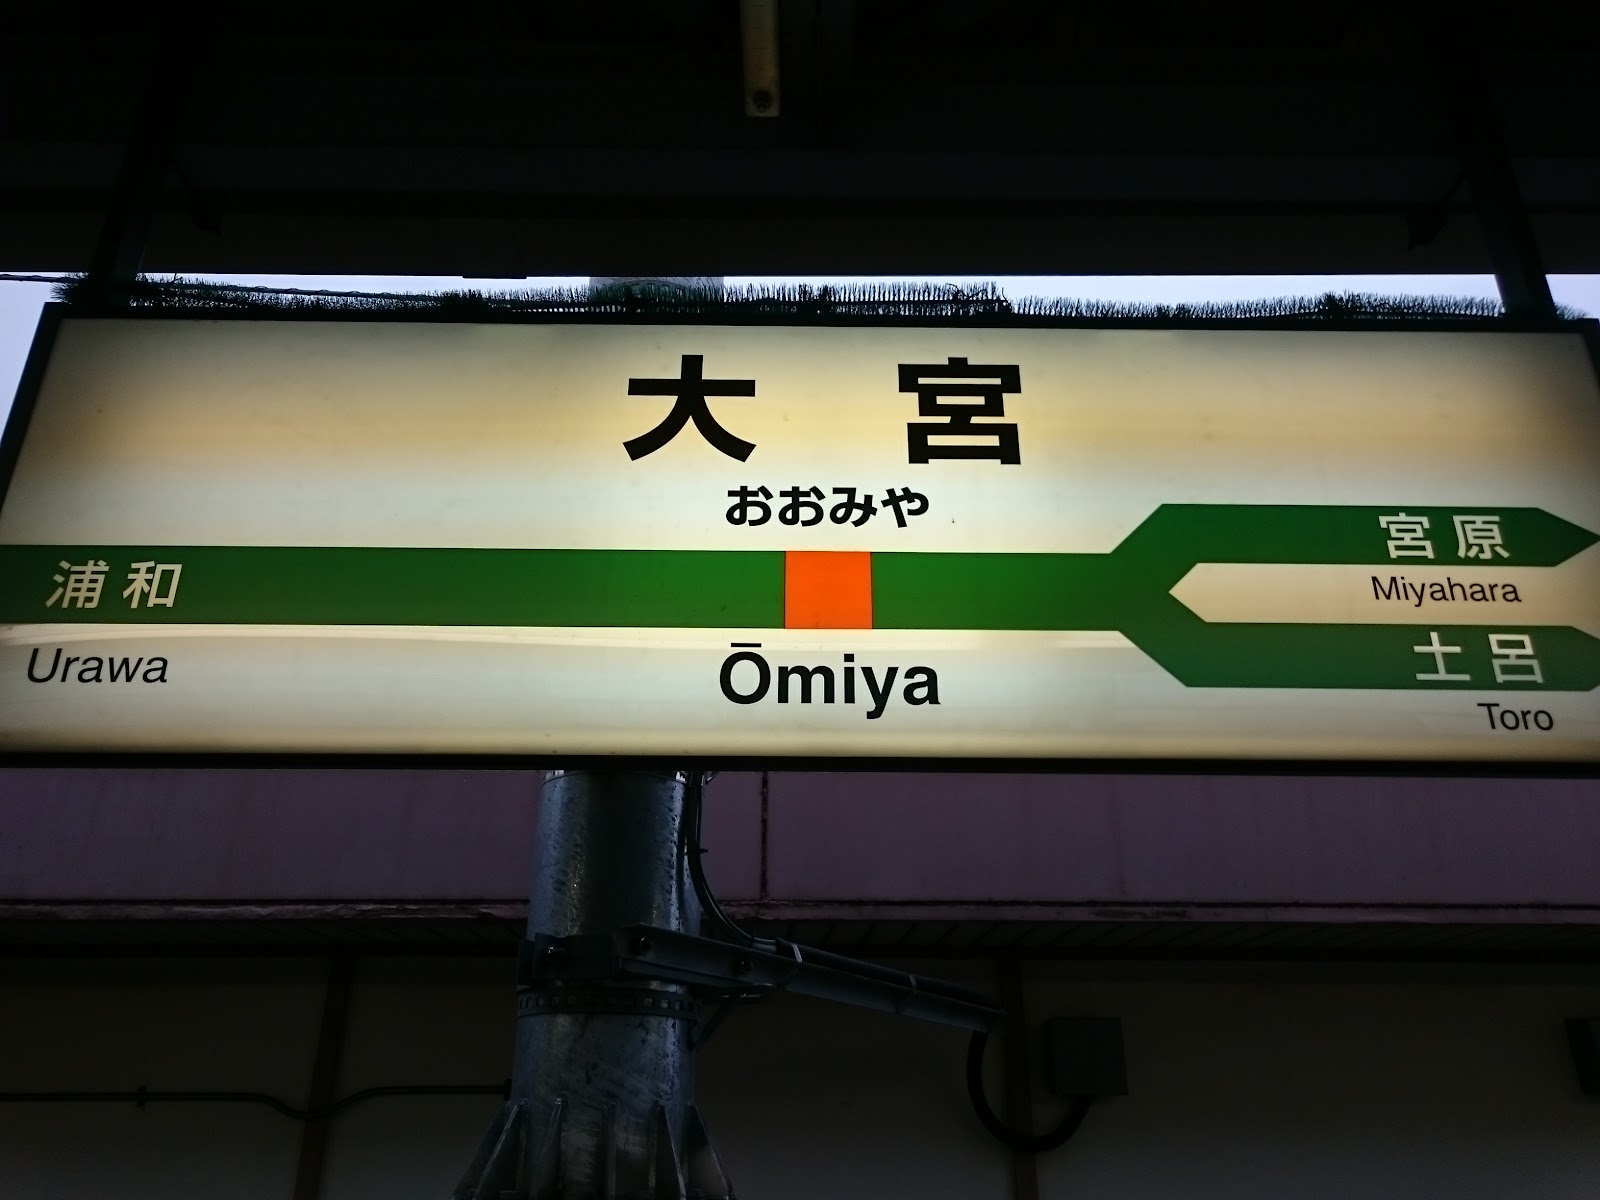 大宮
おおみや
浦和
Urawa
Ōmiya
宮原
Miyahara
土呂
Toro